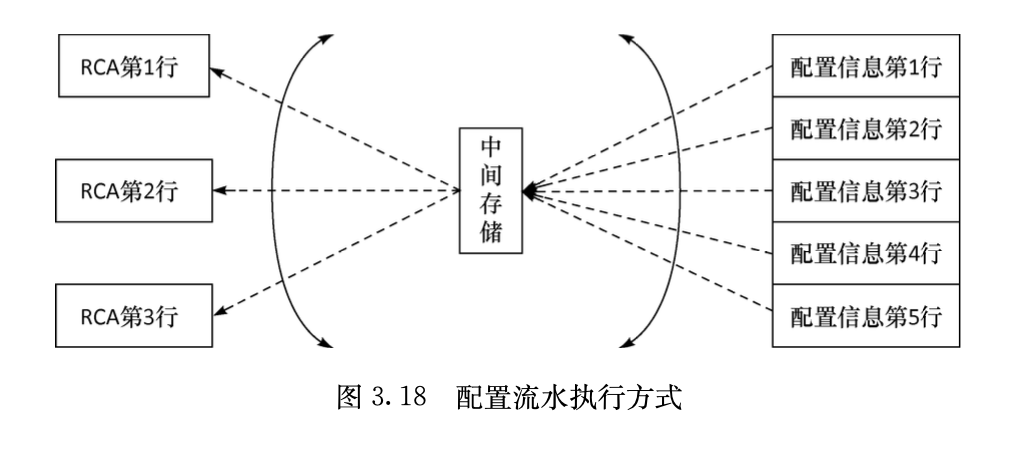 RCA第1行
RCA第2行
RCA第3行
中间存储
配置信息第1行
配置信息第2行
配置信息第3行
配置信息第4行
配置信息第5行
图 3.18 配置流水执行方式